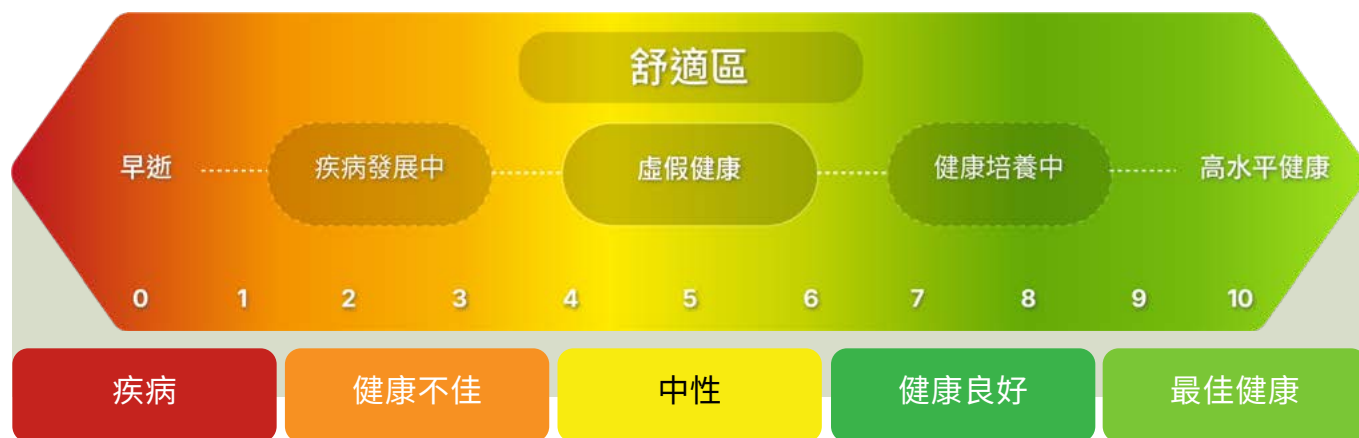 舒適區
早逝 疾病發展中 虛假健康 健康培養中 高水平健康
0 1 2 3 4 5 6 7 8 9 10
疾病 健康不佳 中性 健康良好 最佳健康